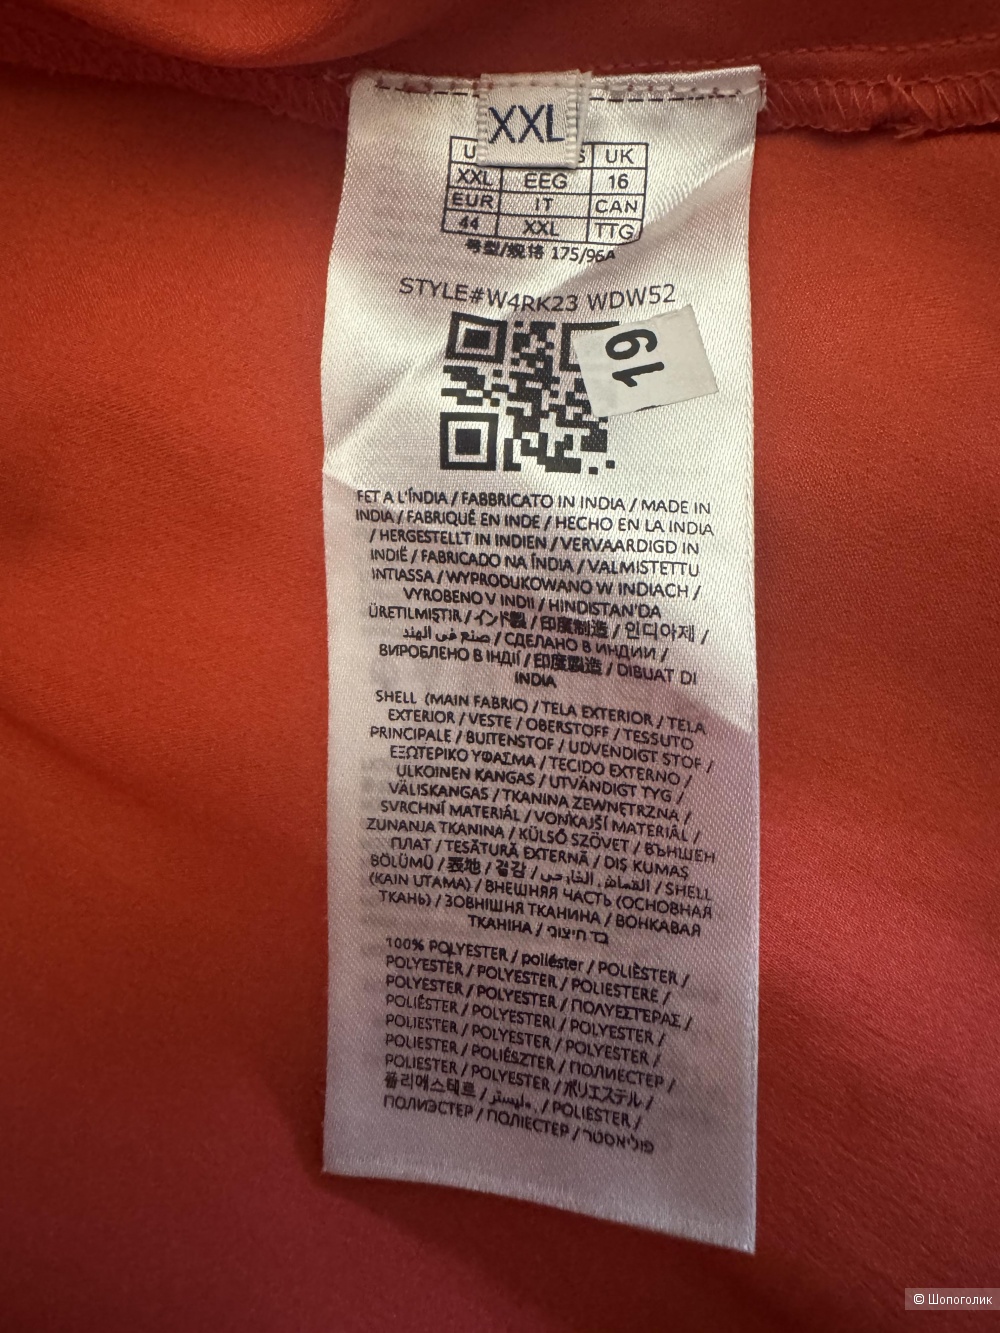 XXL
UK
XXL EEG 16
EUR IT CAN
44 XXL TTG
号型/规格 175/96A
STYLE#W4RK23 WDW52
19
FET A L'ÍNDIA / FABBRICATO IN INDIA / MADE IN
INDIA / FABRIQUÉ EN INDE / HECHO EN LA INDIA
/ HERGESTELLT IN INDIEN / VERVAARDIGD IN
INDIË / FABRICADO NA ÍNDIA / VALMISTETTU
INTIASSA / WYPRODUKOWANO W INDIACH /
VYROBENO V INDII / HINDISTAN'DA
ÜRETILMIŞTIR / インド製 / 印度制造 / 인디아제 /
صنع في الهند / СДЕЛАНО В ИНДИИ /
ВИРОБЛЕНО В ІНДІЇ / 印度製造 / DIBUAT DI
INDIA
SHELL (MAIN FABRIC) / TELA EXTERIOR / TELA
EXTERIOR / VESTE / OBERSTOFF / TESSUTO
PRINCIPALE / BUITENSTOF / UDVENDIGT STOF /
ΕΞΩΤΕΡΙΚΟ ΥΦΑΣΜΑ / TECIDO EXTERNO /
ULKOINEN KANGAS / UTVÄNDIGT TYG /
VÄLISKANGAS / TKANINA ZEWNĘTRZNA /
SVRCHNÍ MATERIÁL / VONKAJŠÍ MATERIÁL /
ZUNANJA TKANINA / KÜLSŐ SZÖVET / ВЪНШЕН
ПЛАТ / TESĂTURĂ EXTERNĂ / DIŞ KUMAŞ
BÖLÜMÜ / 表地 / 겉감 / القماش الخارجي / SHELL
(KAIN UTAMA) / ВНЕШНЯЯ ЧАСТЬ (ОСНОВНАЯ
ТКАНЬ) / ЗОВНІШНЯ ТКАНИНА / ВОНКАВАЯ
ТКАНІНА / בד חיצוני
100% POLYESTER / poliéster / POLIÈSTER /
POLYESTER / POLYESTER / POLIESTERE /
POLYESTER / POLYESTER / ΠΟΛΥΕΣΤΕΡΑΣ /
POLIÉSTER / POLYESTERI / POLYESTER /
POLIESTER / POLYESTER / POLYESTER /
POLIESTER / POLIÉSZTER / ПОЛИЕСТЕР /
POLIESTER / POLYESTER / ポリエステル /
폴리에스테르 / بوليستر / POLIESTER /
ПОЛИЭСТЕР / ПОЛІЕСТЕР / פוליאסטר
© Шопоголик